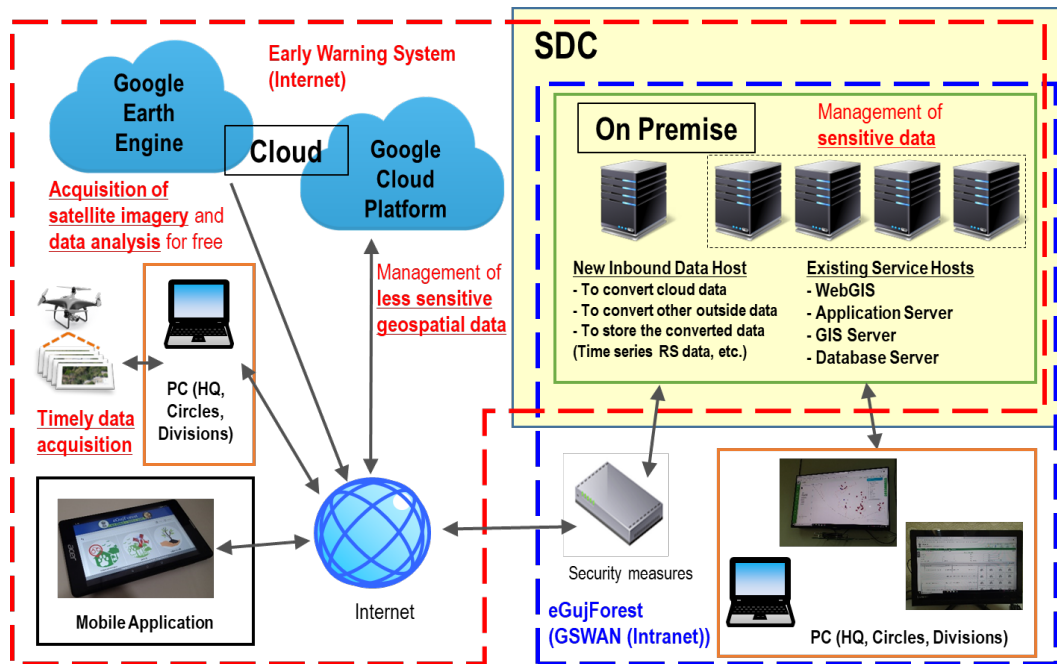 Early Warning System
(Internet)
Google
Earth
Engine
Cloud
Google
Cloud
Platform
Acquisition of
satellite imagery and
data analysis for free
Management of
less sensitive
geospatial data
PC (HQ,
Circles,
Divisions)
Timely data
acquisition
Mobile Application
eGujForest
acer
Internet
SDC
On Premise
Management of
sensitive data
New Inbound Data Host
- To convert cloud data
- To convert other outside data
- To store the converted data
(Time series RS data, etc.)
Existing Service Hosts
- WebGIS
- Application Server
- GIS Server
- Database Server
Security measures
eGujForest
(GSWAN (Intranet))
PC (HQ, Circles, Divisions)